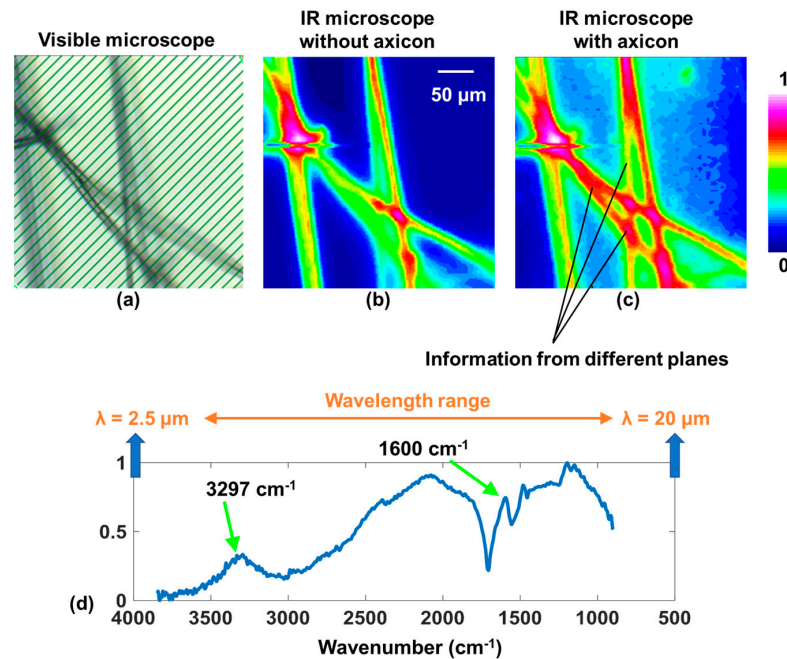 Visible microscope
IR microscope
without axicon
IR microscope
with axicon
50 µm
1
0
(a)
(b)
(c)
Information from different planes
Wavelength range
λ = 2.5 µm
λ = 20 µm
1600 cm⁻¹
3297 cm⁻¹
1
0.5
0
(d)
4000 3500 3000 2500 2000 1500 1000 500
Wavenumber (cm⁻¹)